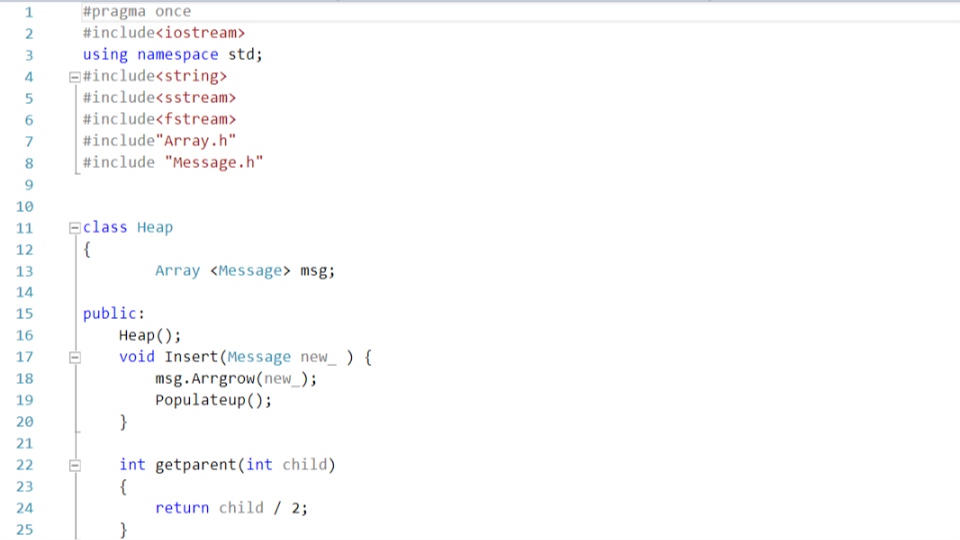 1 #pragma once
2 #include<iostream>
3 using namespace std;
4 #include<string>
5 #include<sstream>
6 #include<fstream>
7 #include"Array.h"
8 #include "Message.h"
9
10
11 class Heap
12 {
13 Array <Message> msg;
14
15 public:
16 Heap();
17 void Insert(Message new_ ) {
18 msg.Arrgrow(new_);
19 Populateup();
20 }
21
22 int getparent(int child)
23 {
24 return child / 2;
25 }